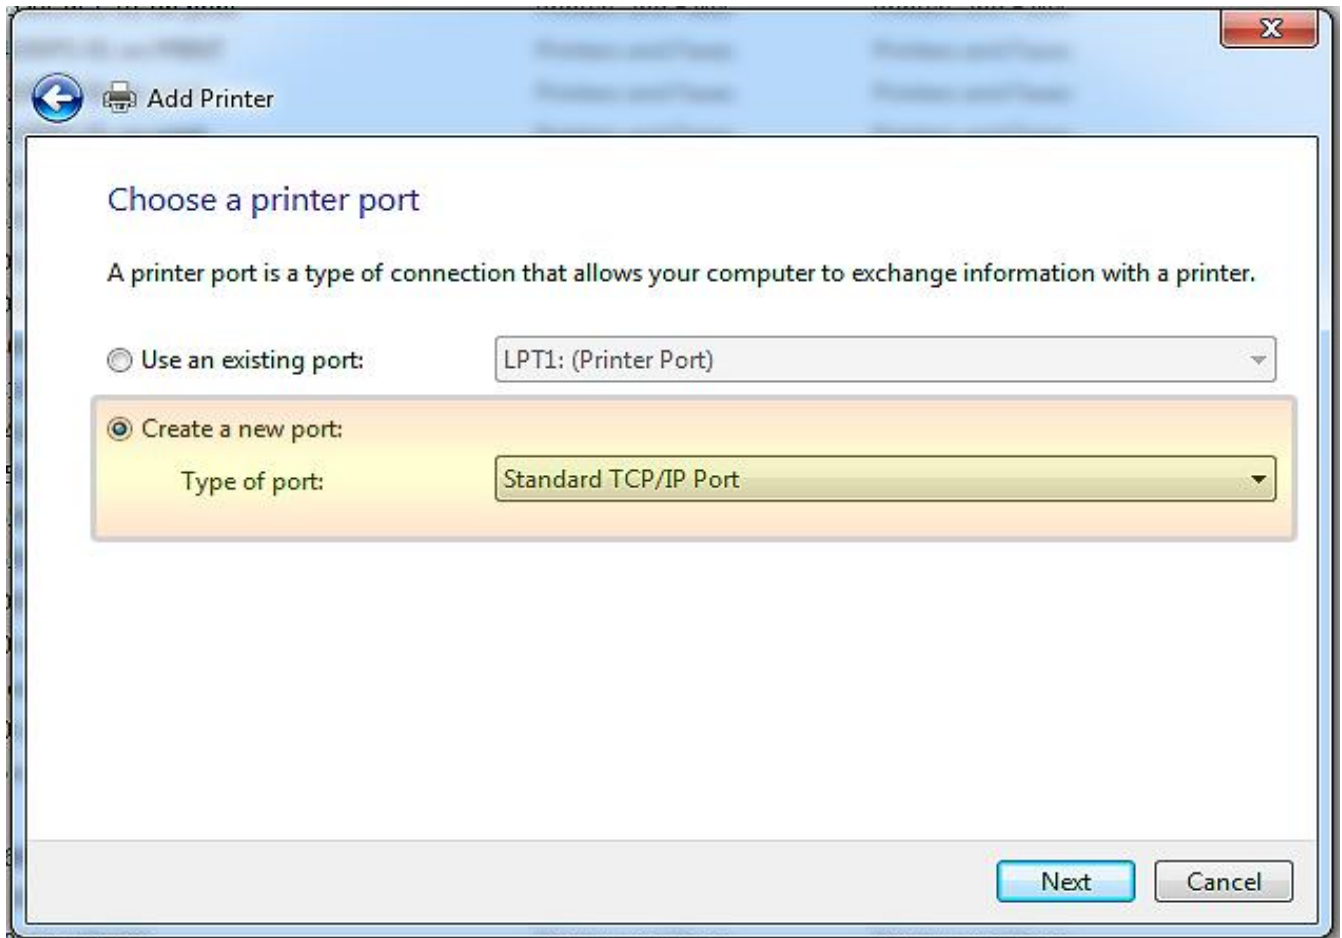 Add Printer
Choose a printer port
A printer port is a type of connection that allows your computer to exchange information with a printer.
Use an existing port: LPT1: (Printer Port)
Create a new port:
Type of port: Standard TCP/IP Port
Next Cancel